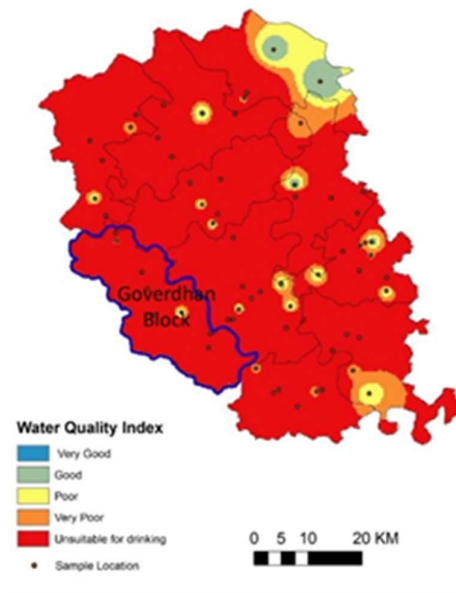 Goverdhan
Block
Water Quality Index
Very Good
Good
Poor
Very Poor
Unsuitable for drinking
Sample Location
0 5 10 20 KM